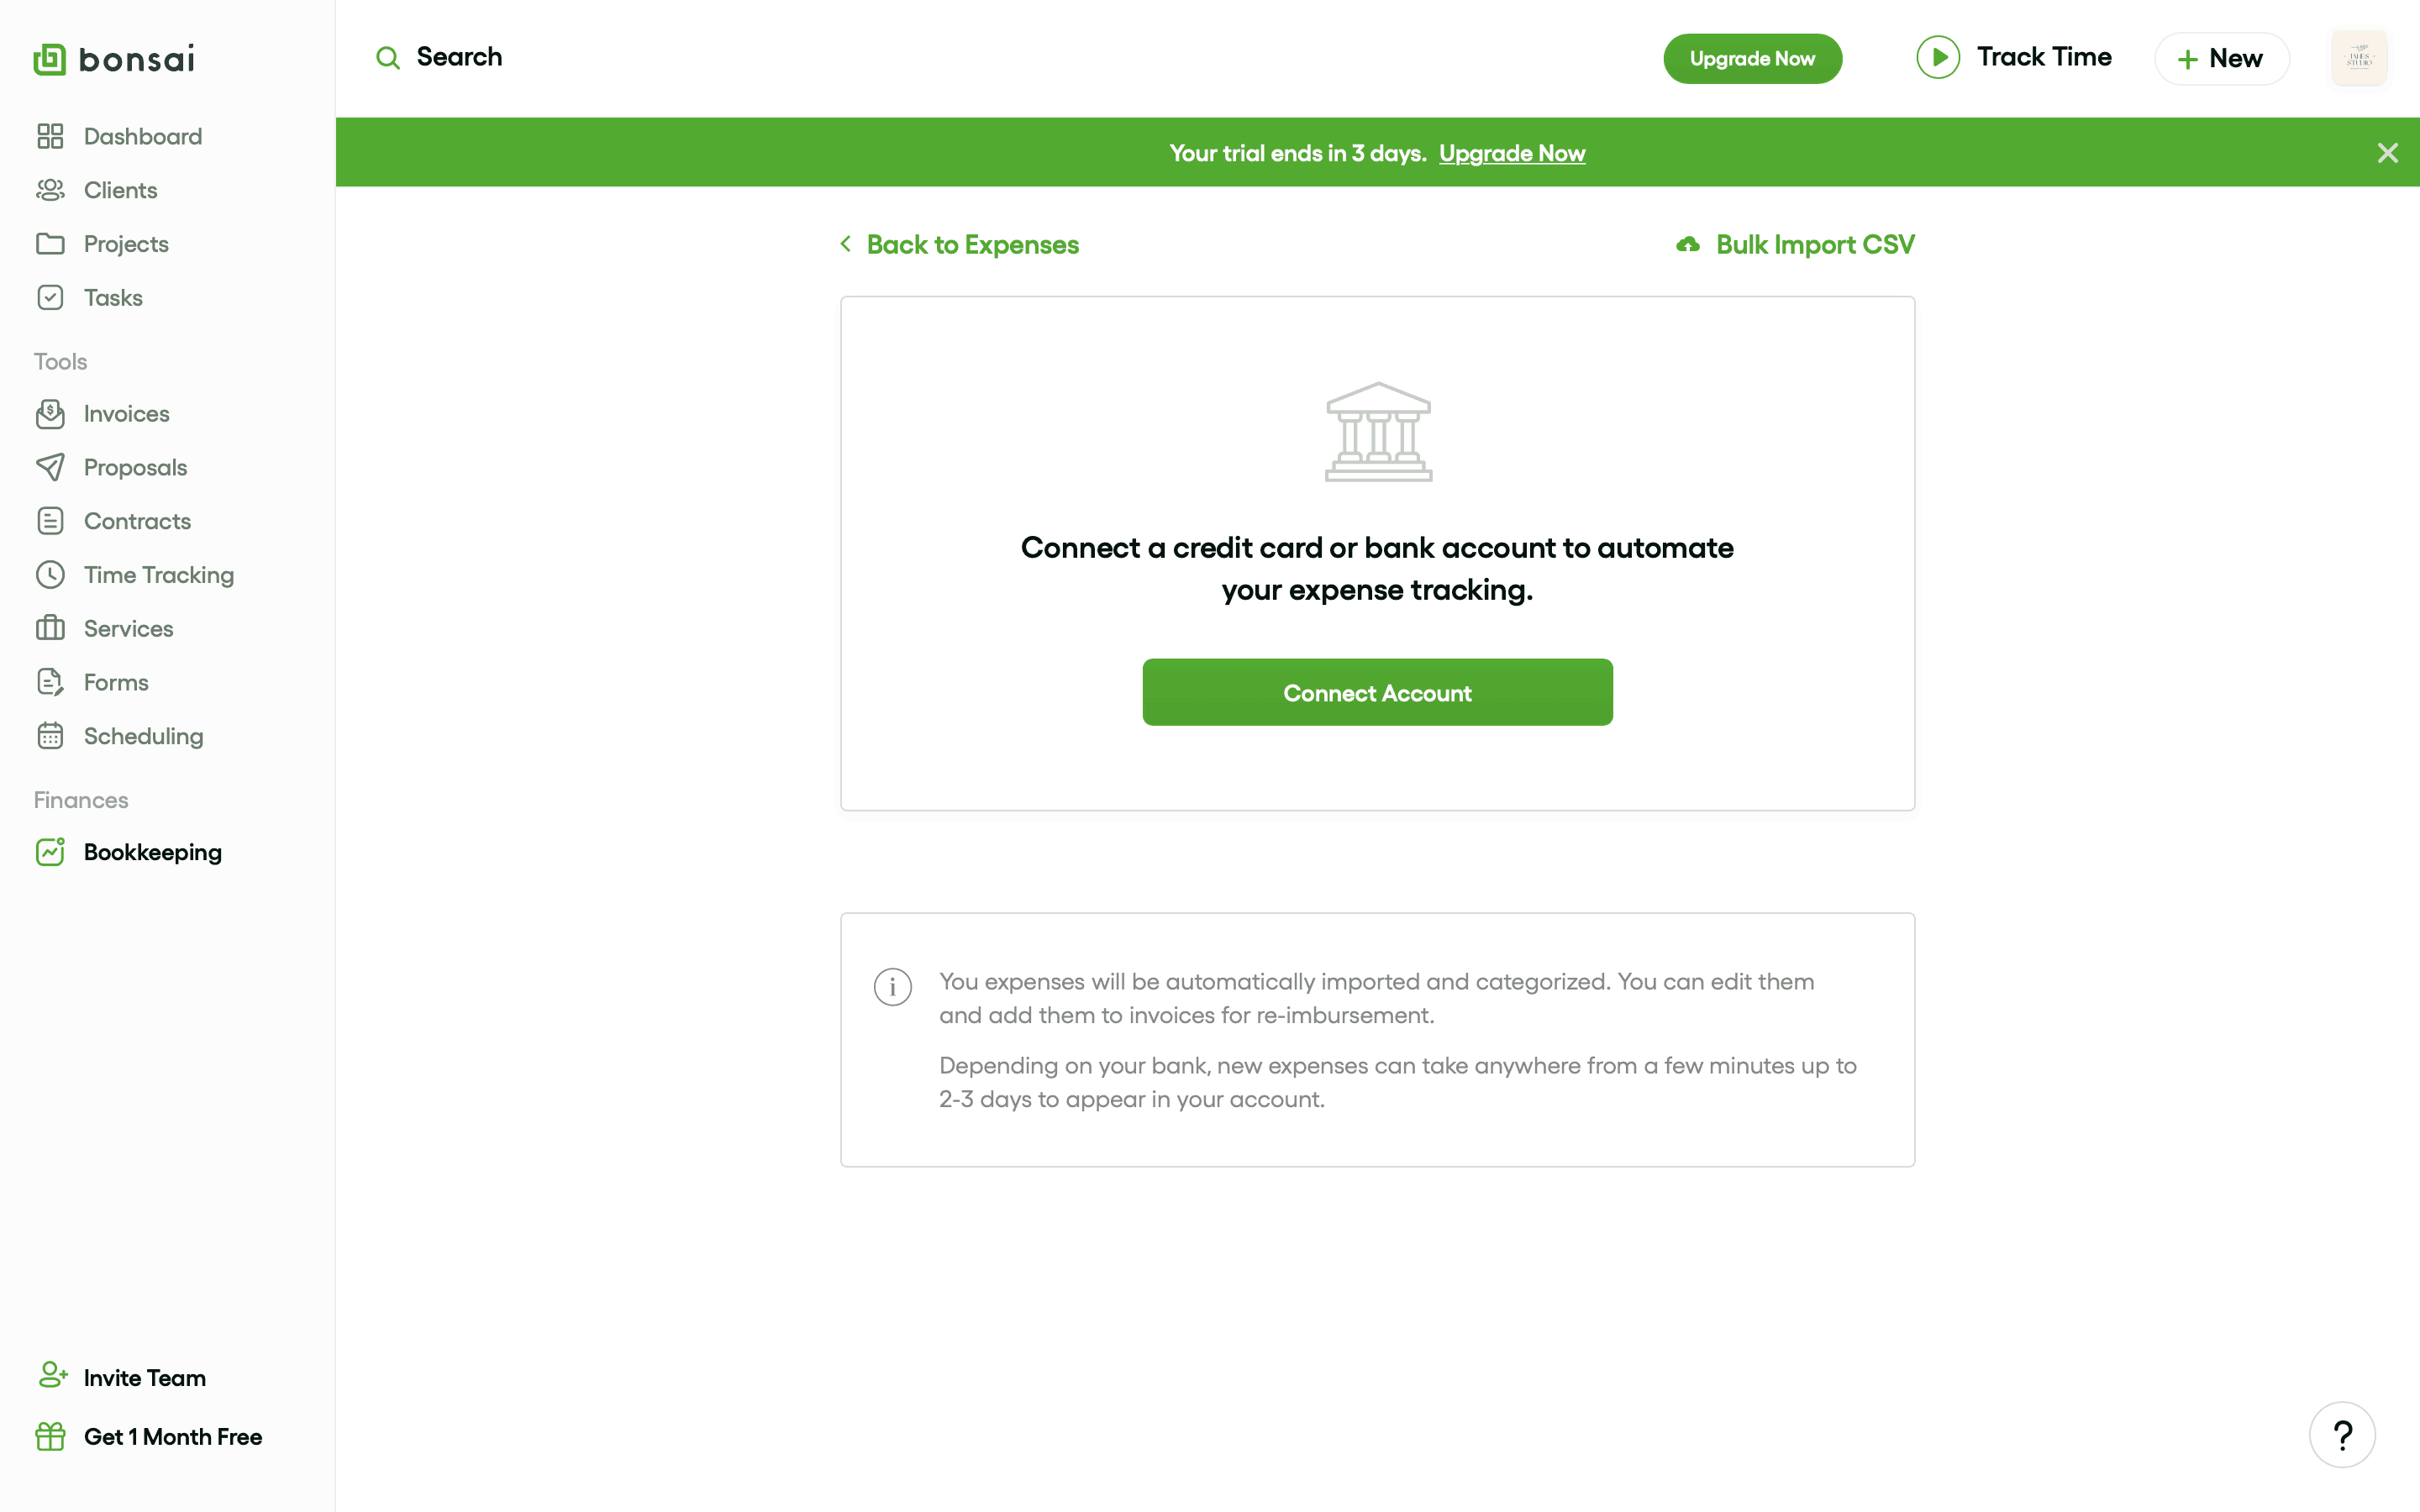 bonsai
Dashboard
Clients
Projects
Tasks
Tools
Invoices
Proposals
Contracts
Time Tracking
Services
Forms
Scheduling
Finances
Bookkeeping
Invite Team
Get 1 Month Free
Search
Upgrade Now
Track Time
+ New
STUDIO
Your trial ends in 3 days. Upgrade Now
Back to Expenses
Bulk Import CSV
Connect a credit card or bank account to automate
your expense tracking.
Connect Account
You expenses will be automatically imported and categorized. You can edit them
and add them to invoices for re-imbursement.
Depending on your bank, new expenses can take anywhere from a few minutes up to
2-3 days to appear in your account.
?